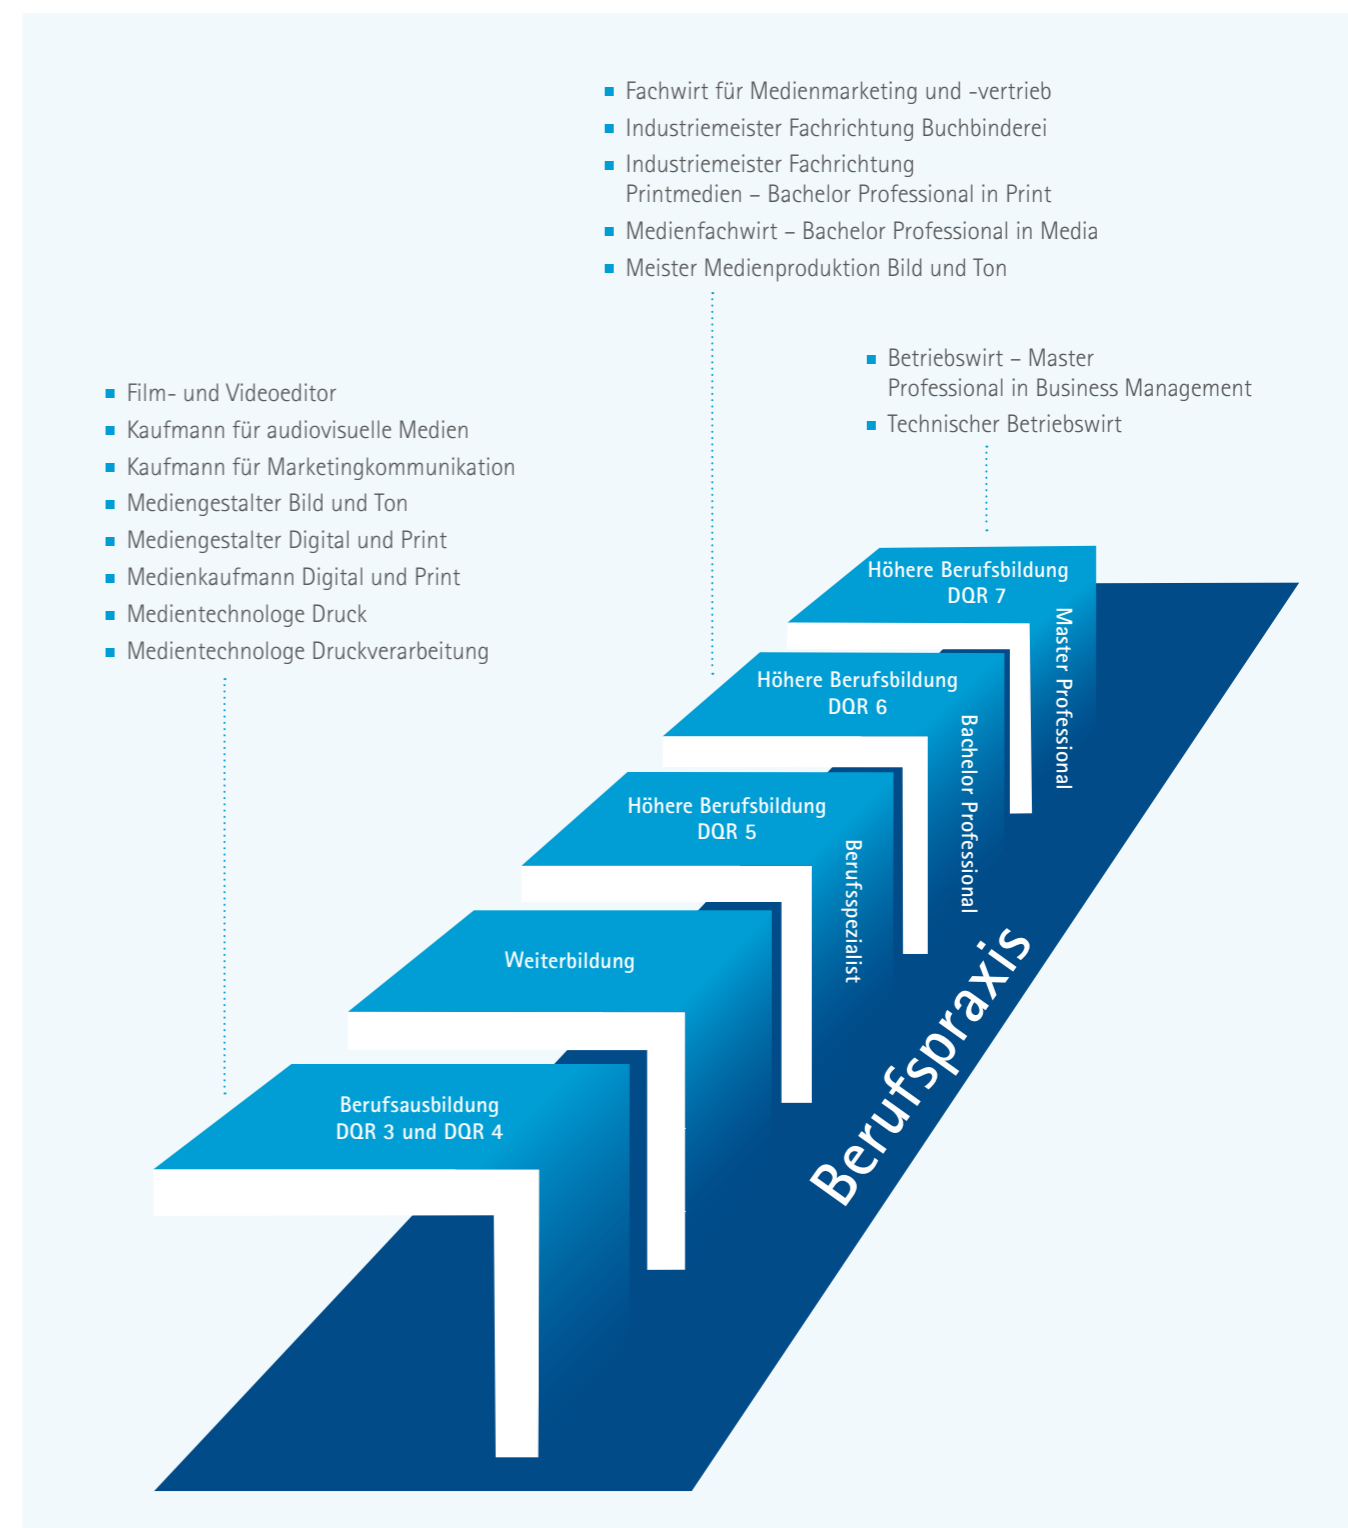 Fachwirt für Medienmarketing und -vertrieb
Industriemeister Fachrichtung Buchbinderei
Industriemeister Fachrichtung
Printmedien – Bachelor Professional in Print
Medienfachwirt – Bachelor Professional in Media
Meister Medienproduktion Bild und Ton
Betriebswirt – Master
Professional in Business Management
Technischer Betriebswirt
Film- und Videoeditor
Kaufmann für audiovisuelle Medien
Kaufmann für Marketingkommunikation
Mediengestalter Bild und Ton
Mediengestalter Digital und Print
Medienkaufmann Digital und Print
Medientechnologe Druck
Medientechnologe Druckverarbeitung
Höhere Berufsbildung
DQR 7
Master Professional
Höhere Berufsbildung
DQR 6
Bachelor Professional
Höhere Berufsbildung
DQR 5
Berufsspezialist
Weiterbildung
Berufsausbildung
DQR 3 und DQR 4
Berufspraxis